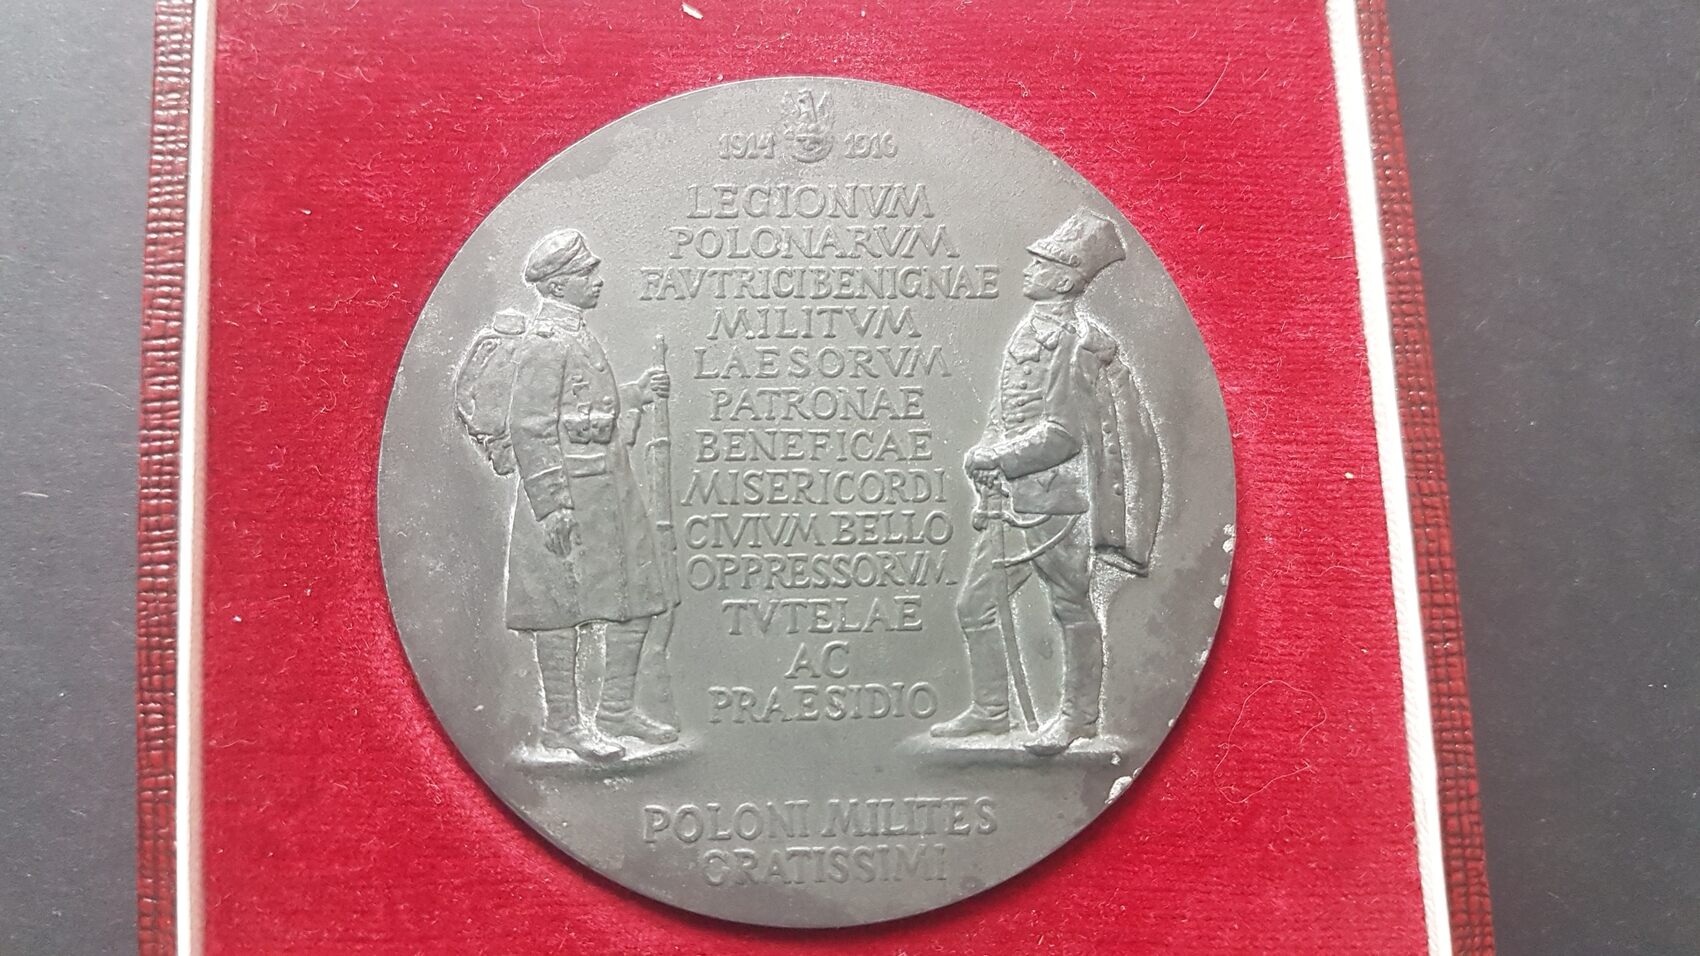 1914 1916
LEGIONVM
POLONARVM
FAVTRICI BENIGNAE
MILITVM
LAESORVM
PATRONAE
BENEFICAE
MISERICORDI
CIVIVM BELLO
OPPRESSORVM
TVTELAE
AC
PRAESIDIO
POLONI MILITES
GRATISSIMI